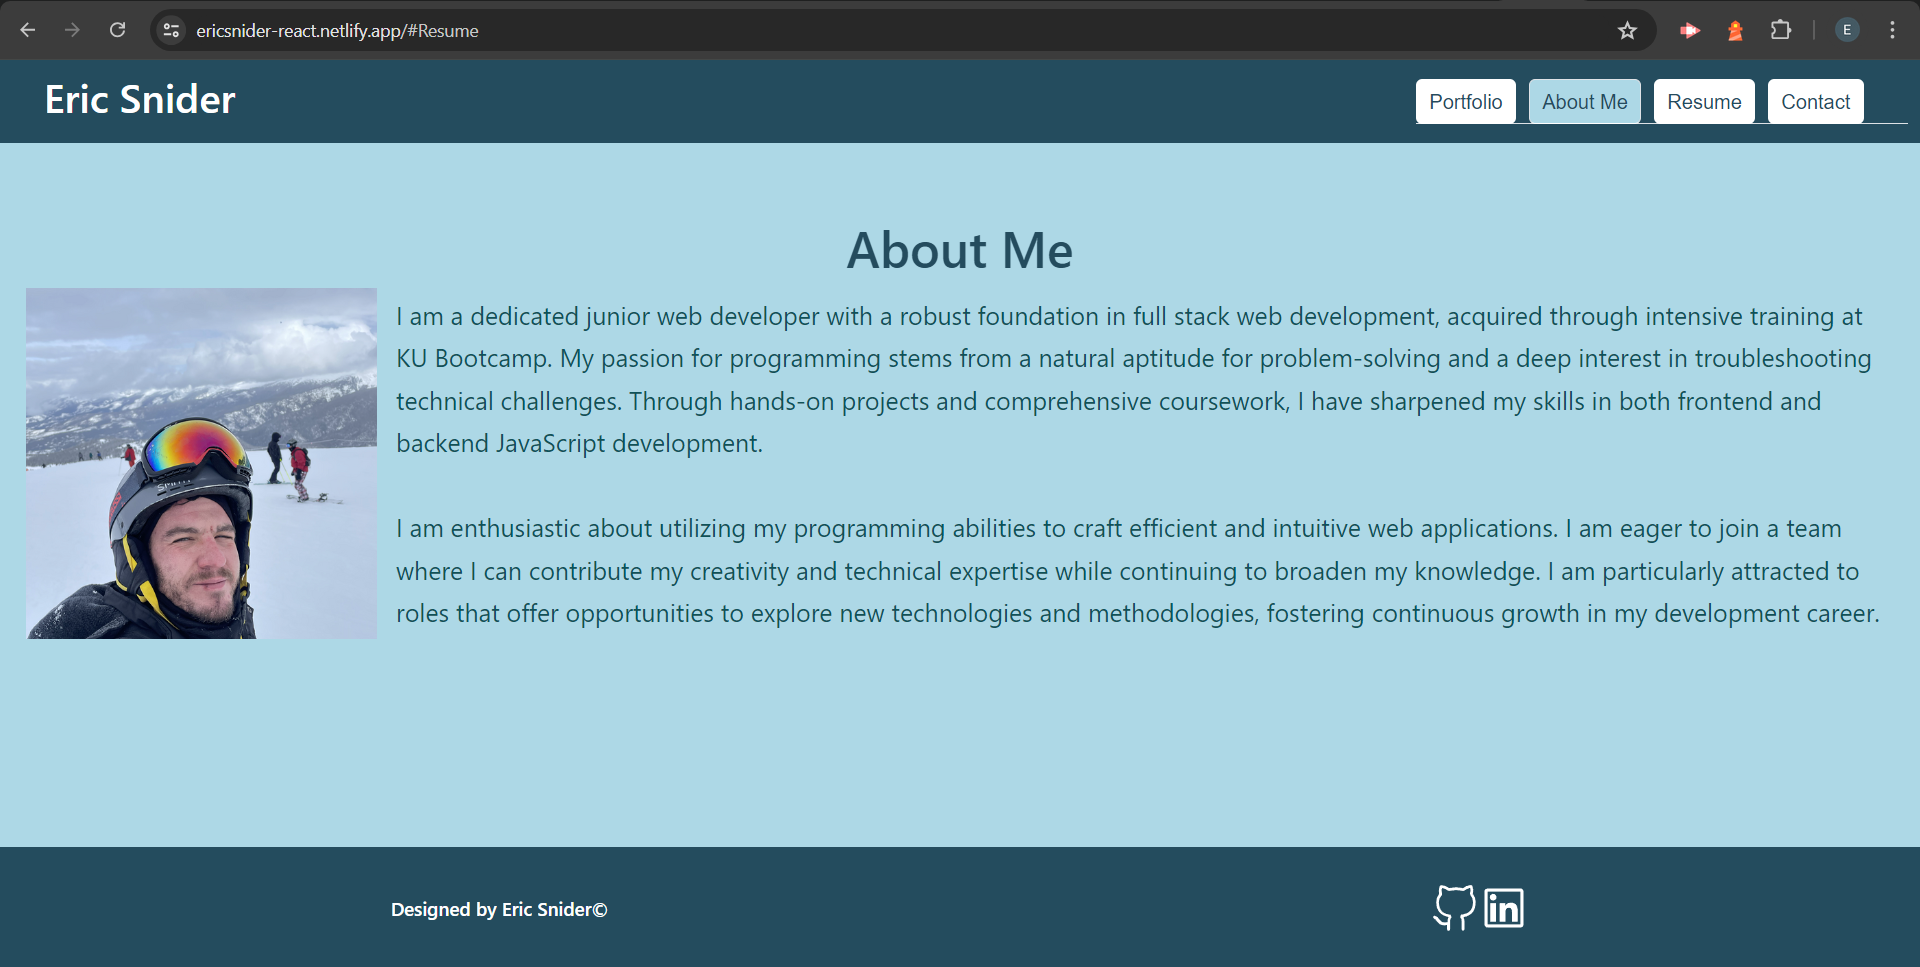 ericsnider-react.netlify.app/#Resume
E
Eric Snider
Portfolio
About Me
Resume
Contact
About Me
I am a dedicated junior web developer with a robust foundation in full stack web development, acquired through intensive training at
KU Bootcamp. My passion for programming stems from a natural aptitude for problem-solving and a deep interest in troubleshooting
technical challenges. Through hands-on projects and comprehensive coursework, I have sharpened my skills in both frontend and
backend JavaScript development.
I am enthusiastic about utilizing my programming abilities to craft efficient and intuitive web applications. I am eager to join a team
where I can contribute my creativity and technical expertise while continuing to broaden my knowledge. I am particularly attracted to
roles that offer opportunities to explore new technologies and methodologies, fostering continuous growth in my development career.
SMITH
Designed by Eric Snider©
in